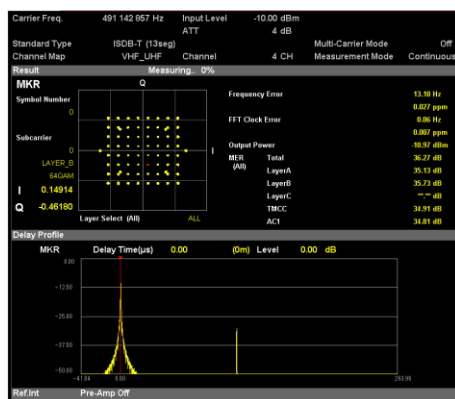 Carrier Freq. 491 142 857 Hz Input Level -10.00 dBm
ATT 4 dB
Standard Type ISDB-T (13seg) Multi-Carrier Mode Off
Channel Map VHF_UHF Channel 4 CH Measurement Mode Continuous
Result Measuring.. 0%
MKR Q
Symbol Number
0
Subcarrier
0
LAYER_B
64QAM
I 0.14914
Q -0.46180
I
Layer Select (All) ALL
Frequency Error 13.10 Hz
0.027 ppm
FFT Clock Error 0.06 Hz
0.007 ppm
Output Power -10.97 dBm
MER Total 36.27 dB
(All) LayerA 35.13 dB
LayerB 35.73 dB
LayerC **.** dB
TMCC 34.91 dB
AC1 34.81 dB
Delay Profile
MKR Delay Time(µs) 0.00 (0m) Level 0.00 dB
0.00
-12.50
-25.00
-37.50
-50.00
-41.94 0.00 293.98
Ref.Int Pre-Amp Off